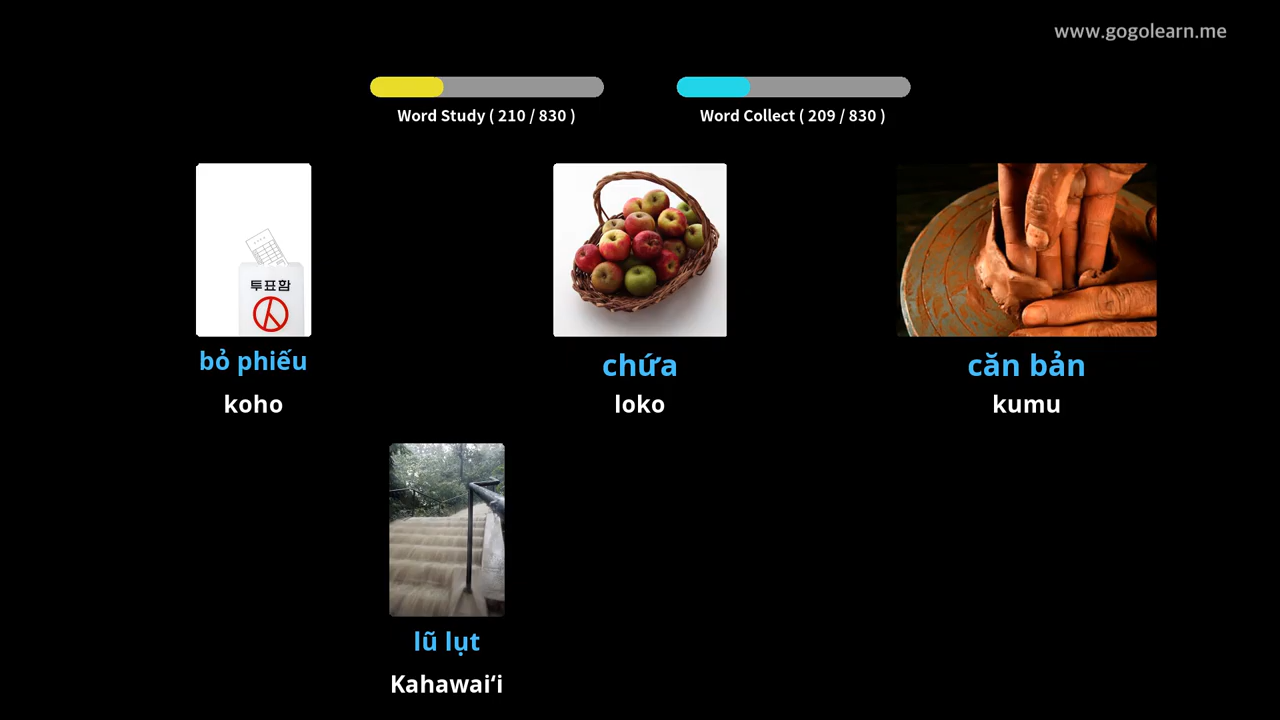 www.gogolearn.me
Word Study ( 210 / 830 )
Word Collect ( 209 / 830 )
투표함
bỏ phiếu
koho
chứa
loko
căn bản
kumu
lũ lụt
Kahawaiʻi